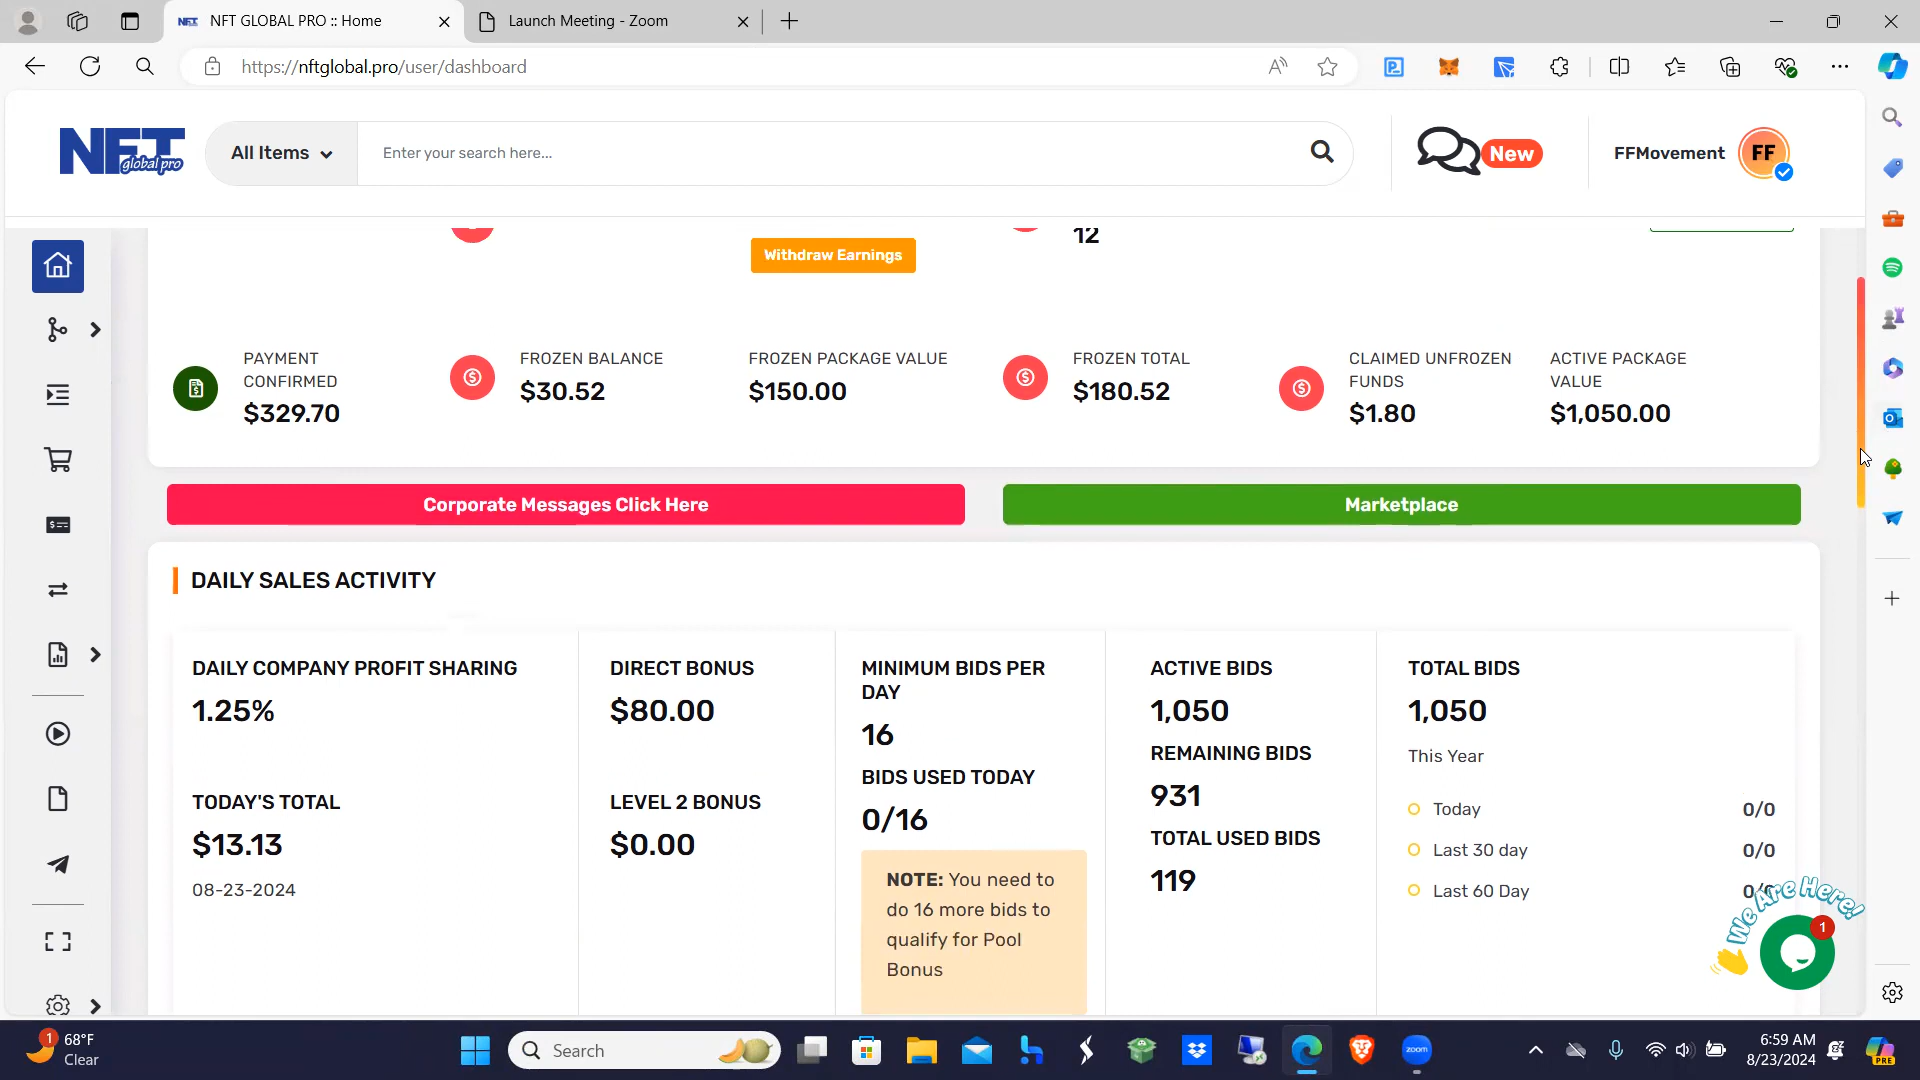 NFT GLOBAL PRO :: Home
Launch Meeting - Zoom
https://nftglobal.pro/user/dashboard
NFT global pro
All Items
Enter your search here...
New
FFMovement
FF
12
Withdraw Earnings
PAYMENT CONFIRMED
$329.70
FROZEN BALANCE
$30.52
FROZEN PACKAGE VALUE
$150.00
FROZEN TOTAL
$180.52
CLAIMED UNFROZEN FUNDS
$1.80
ACTIVE PACKAGE VALUE
$1,050.00
Corporate Messages Click Here
Marketplace
DAILY SALES ACTIVITY
DAILY COMPANY PROFIT SHARING
1.25%
TODAY'S TOTAL
$13.13
08-23-2024
DIRECT BONUS
$80.00
LEVEL 2 BONUS
$0.00
MINIMUM BIDS PER DAY
16
BIDS USED TODAY
0/16
NOTE: You need to
do 16 more bids to
qualify for Pool
Bonus
ACTIVE BIDS
1,050
REMAINING BIDS
931
TOTAL USED BIDS
119
TOTAL BIDS
1,050
This Year
Today 0/0
Last 30 day 0/0
Last 60 Day
We Are Here!
1
1
68°F
Clear
Search
zoom
6:59 AM
8/23/2024
PRE